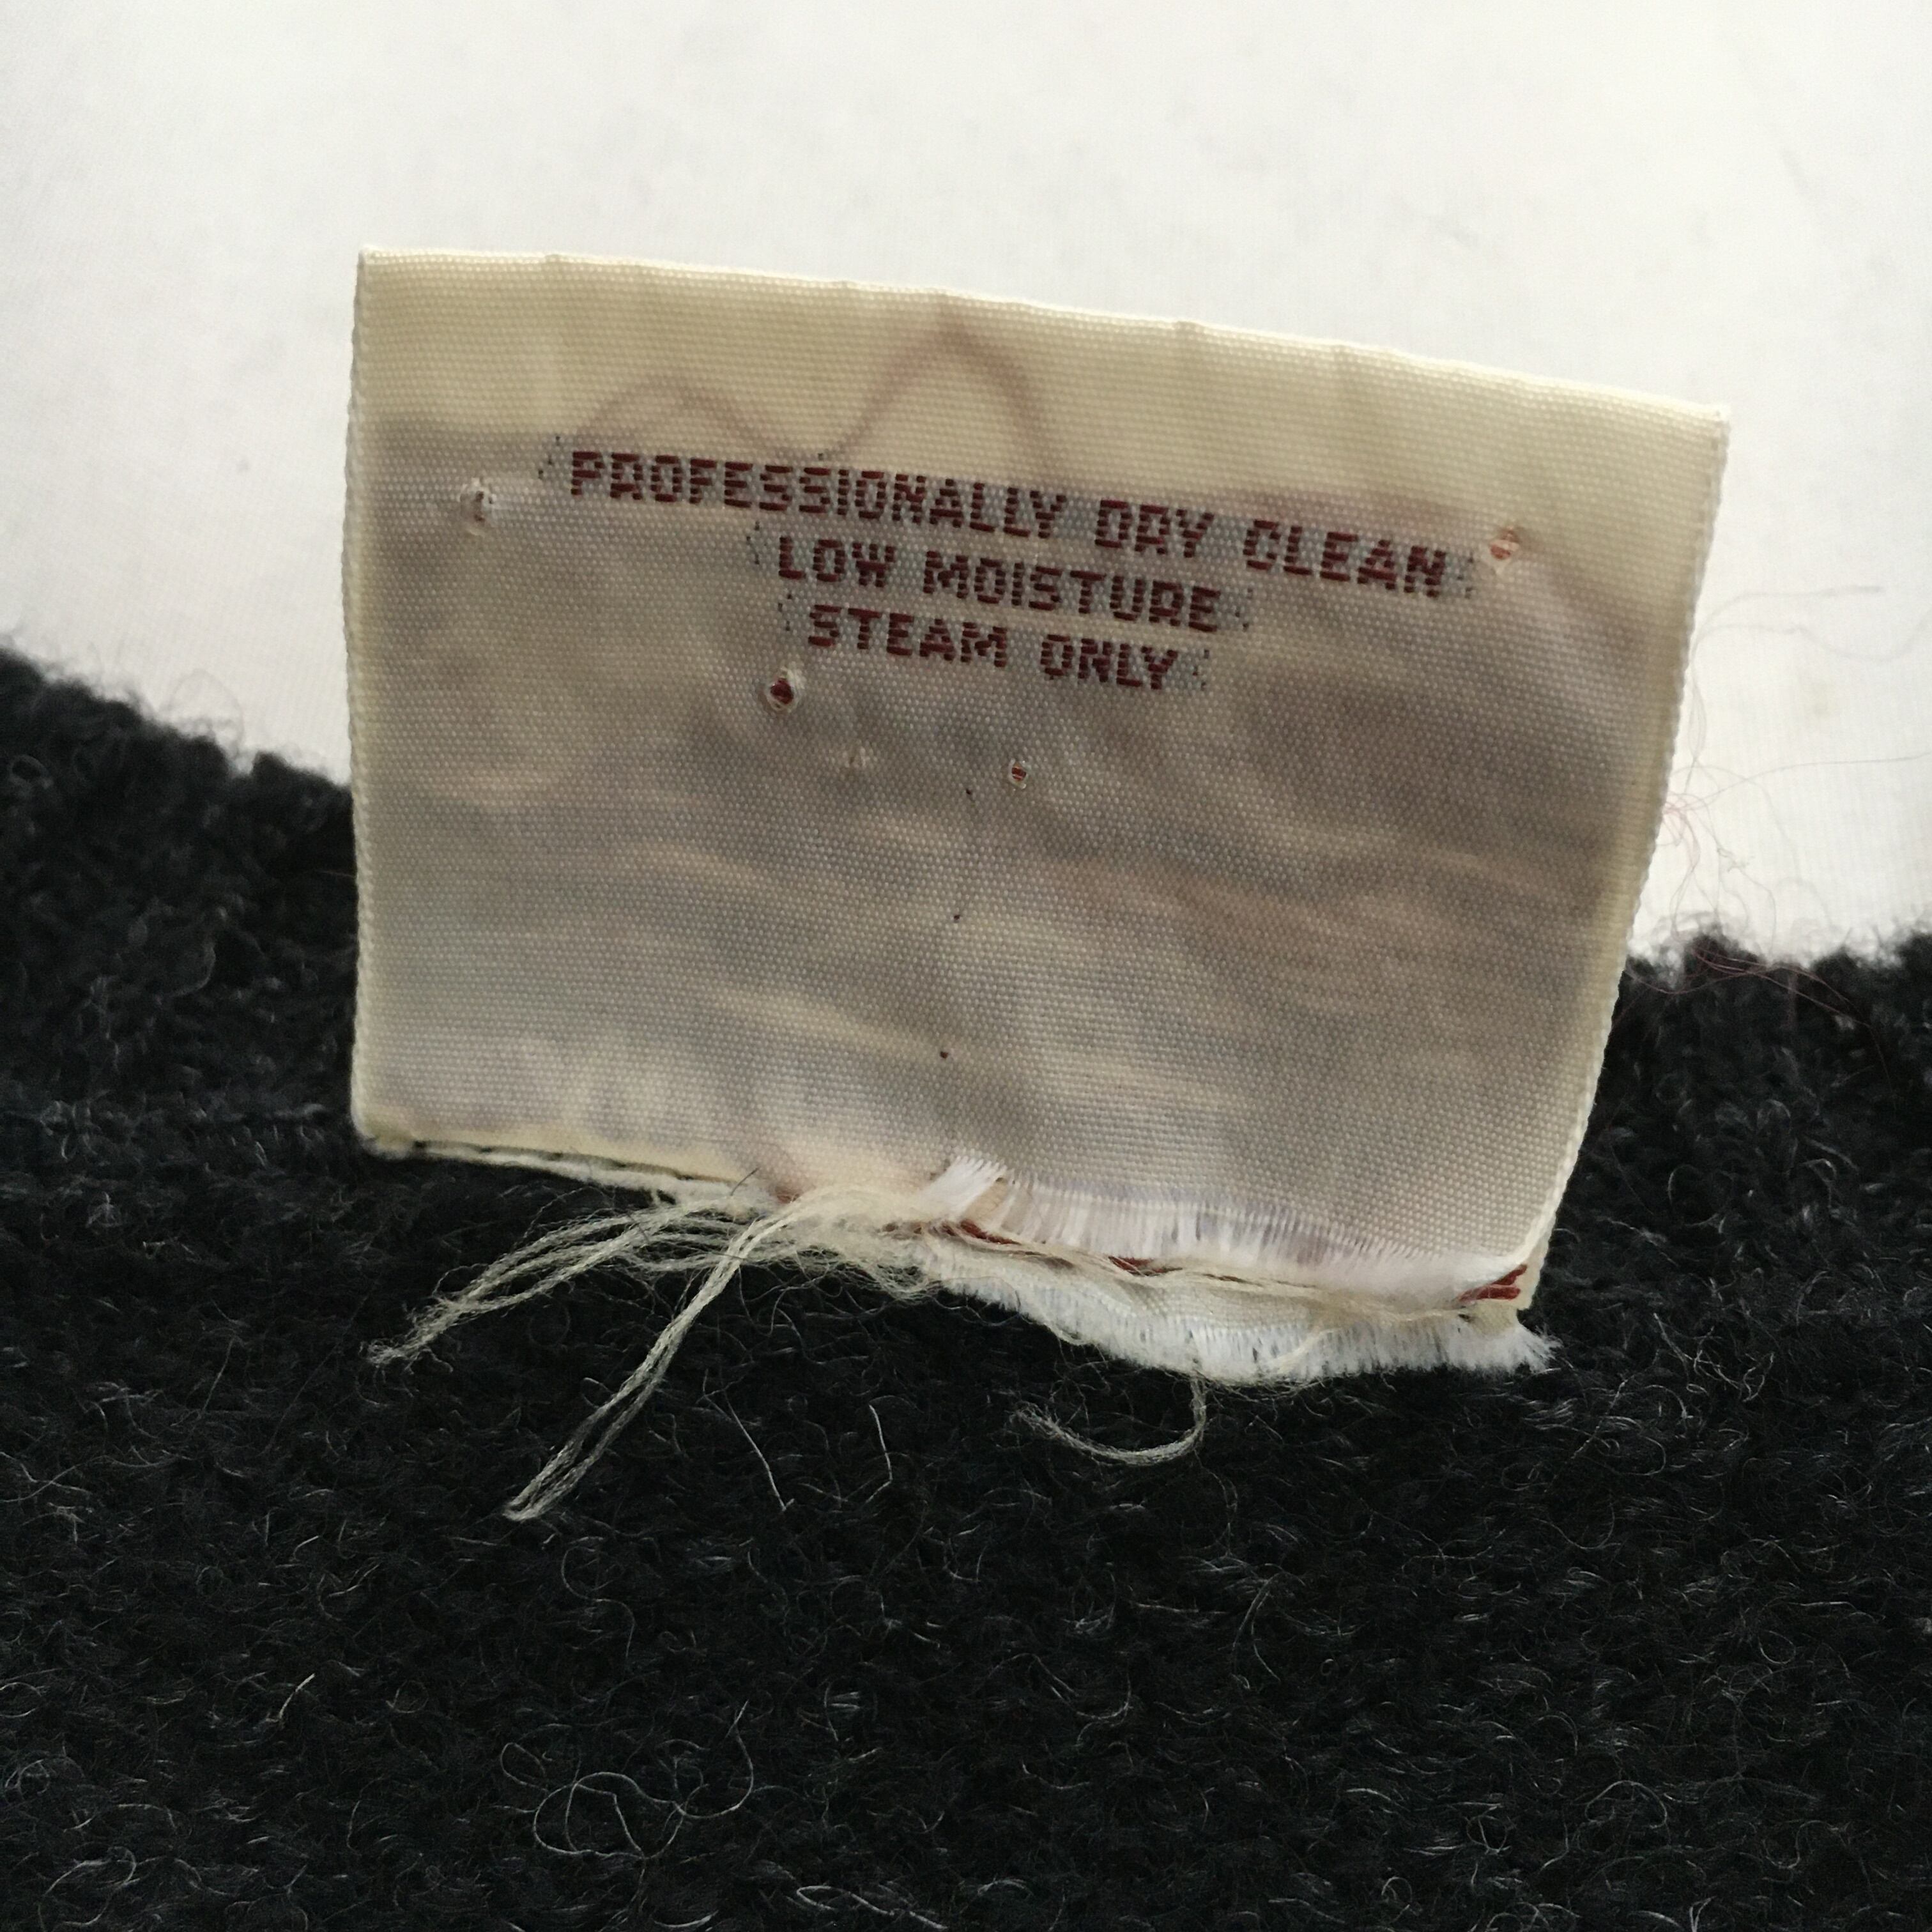 PROFESSIONALLY DRY CLEAN
LOW MOISTURE
STEAM ONLY